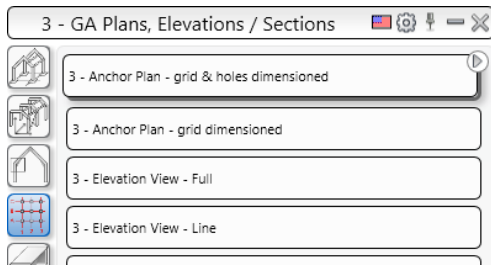 3 - GA Plans, Elevations / Sections
3 - Anchor Plan - grid & holes dimensioned
3 - Anchor Plan - grid dimensioned
3 - Elevation View - Full
3 - Elevation View - Line